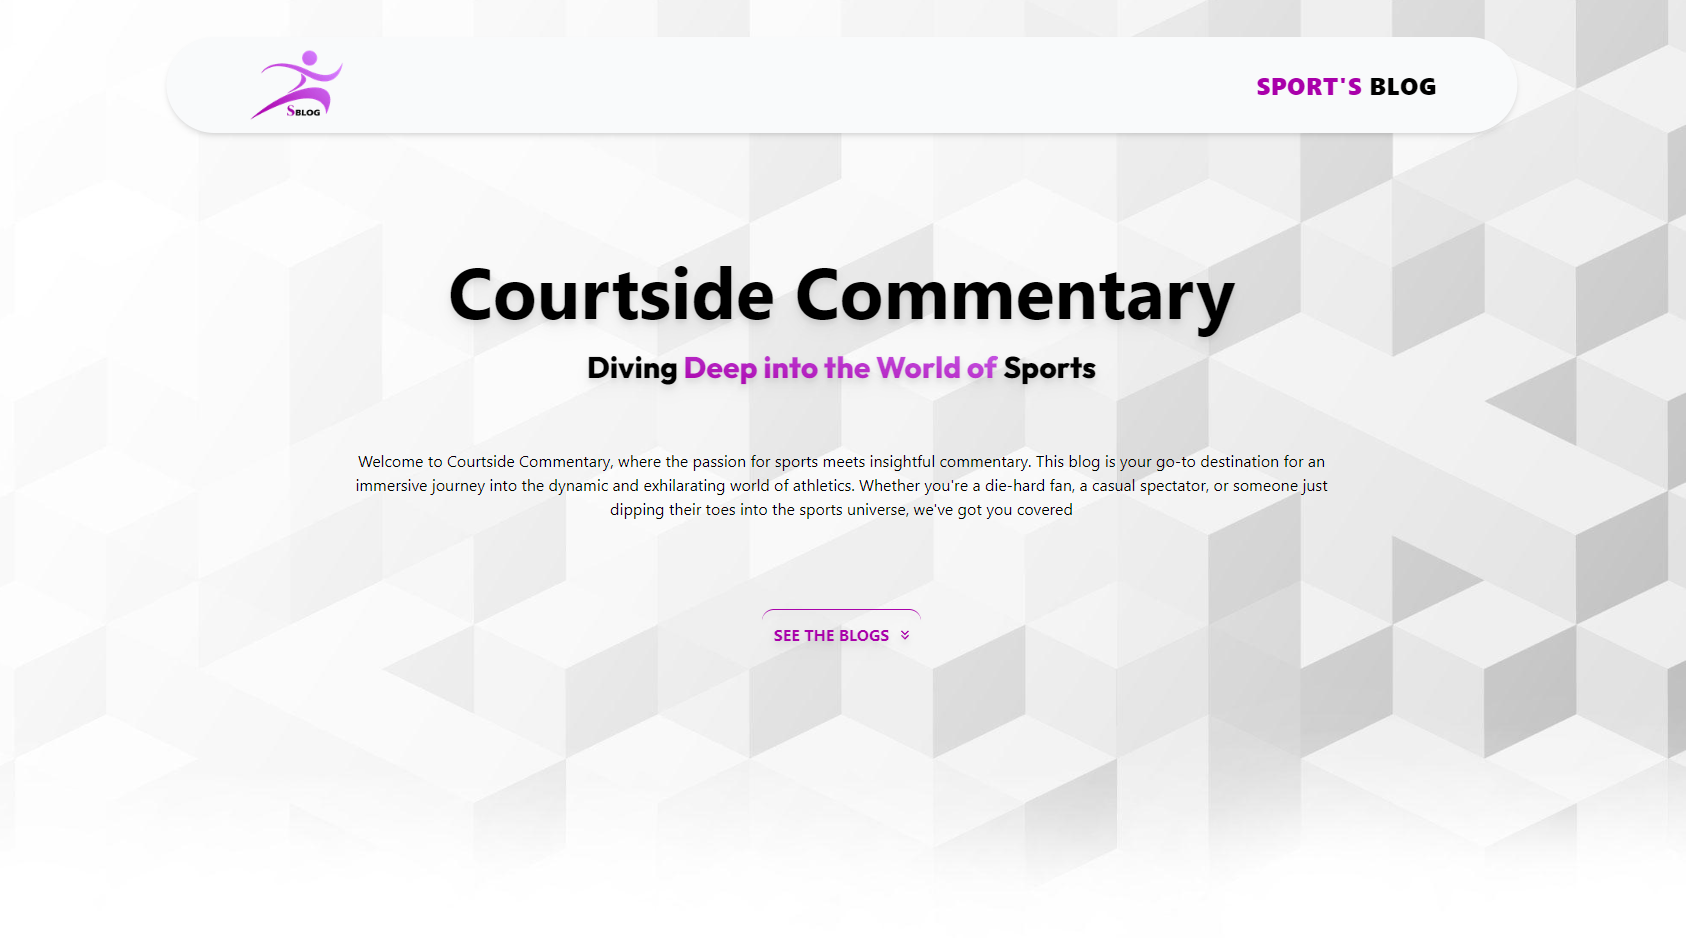 SBLOG
SPORT'S BLOG
Courtside Commentary
Diving Deep into the World of Sports
Welcome to Courtside Commentary, where the passion for sports meets insightful commentary. This blog is your go-to destination for an
immersive journey into the dynamic and exhilarating world of athletics. Whether you're a die-hard fan, a casual spectator, or someone just
dipping their toes into the sports universe, we've got you covered
SEE THE BLOGS